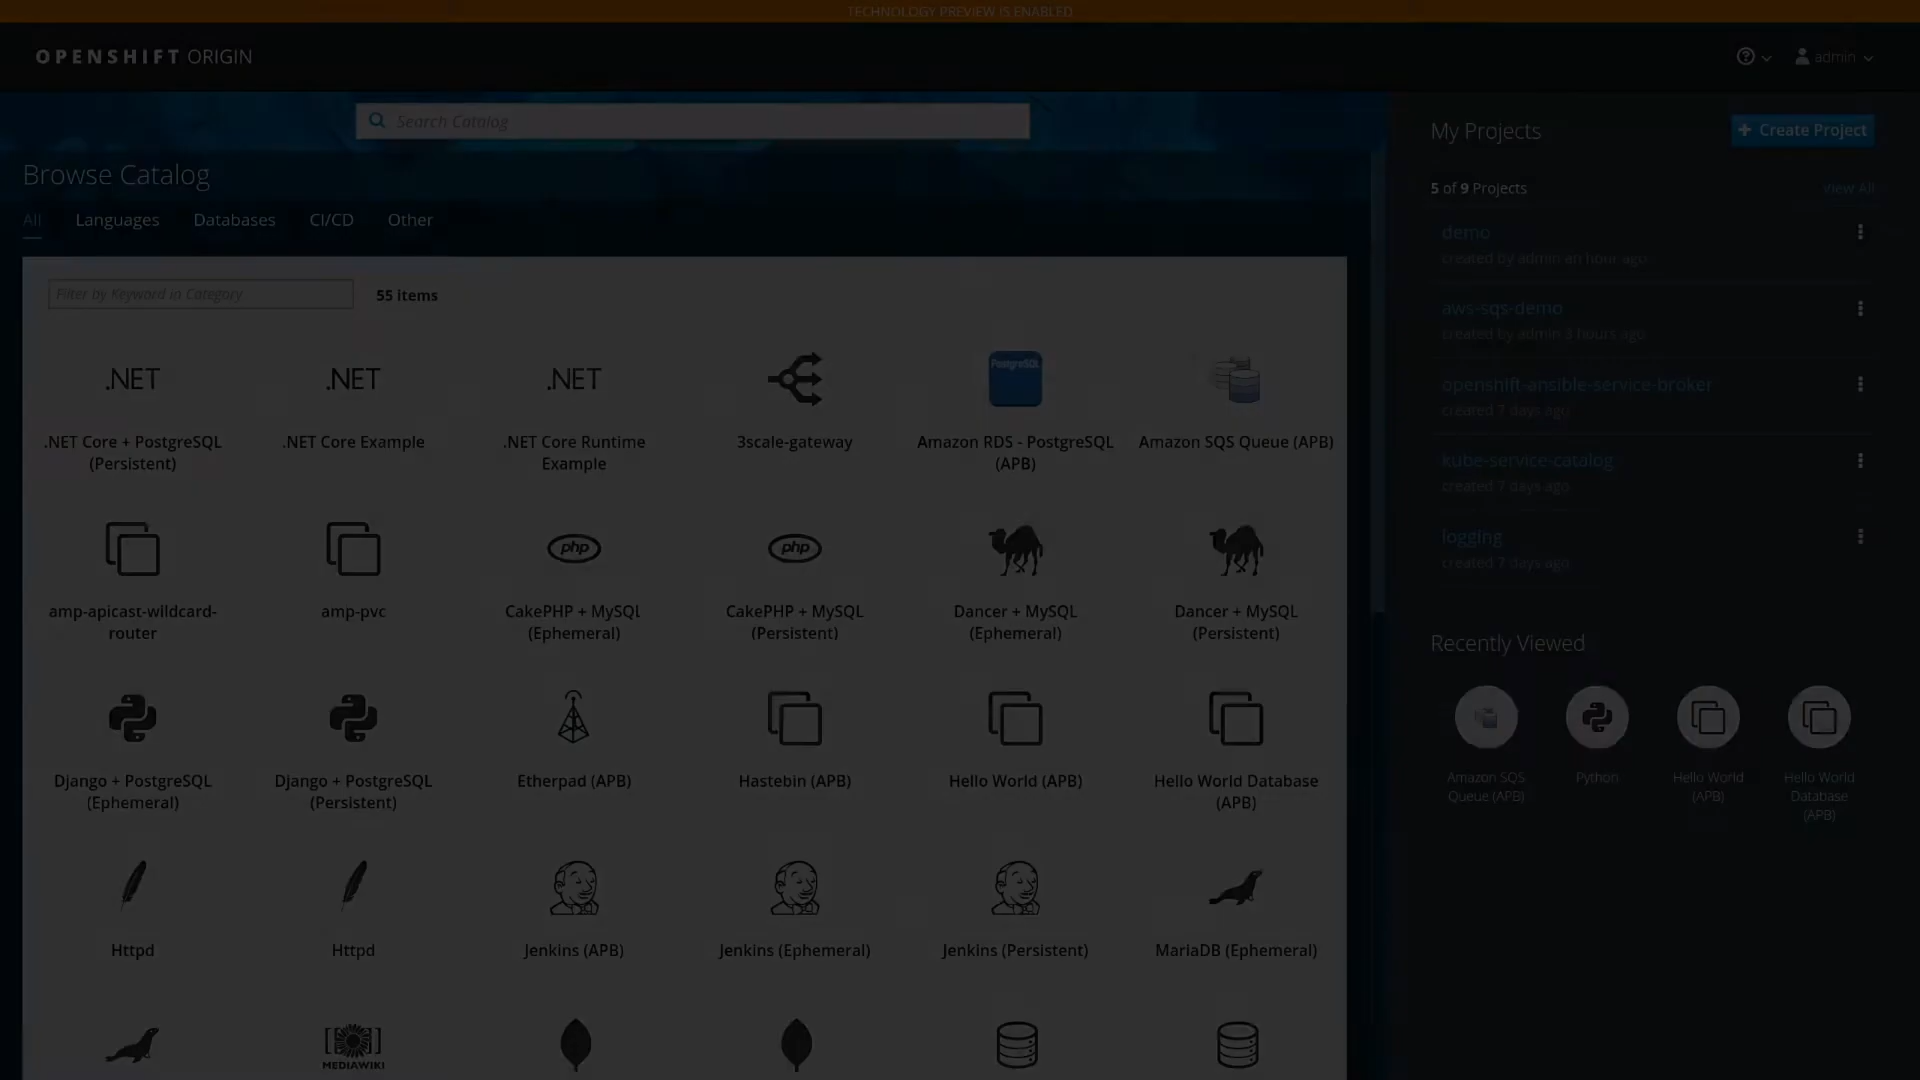 TECHNOLOGY PREVIEW IS ENABLED
OPENSHIFT ORIGIN
admin
Search Catalog
My Projects
Create Project
Browse Catalog
5 of 9 Projects
View All
All
Languages
Databases
CI/CD
Other
demo
created by admin an hour ago
Filter by Keyword in Category
55 items
aws-sqs-demo
created by admin 3 hours ago
openshift-ansible-service-broker
created 7 days ago
kube-service-catalog
created 7 days ago
logging
created 7 days ago
.NET
.NET
.NET
PostgreSQL
.NET Core + PostgreSQL
(Persistent)
.NET Core Example
.NET Core Runtime
Example
3scale-gateway
Amazon RDS - PostgreSQL
(APB)
Amazon SQS Queue (APB)
php
php
amp-apicast-wildcard-
router
amp-pvc
CakePHP + MySQL
(Ephemeral)
CakePHP + MySQL
(Persistent)
Dancer + MySQL
(Ephemeral)
Dancer + MySQL
(Persistent)
Recently Viewed
Amazon SQS
Queue (APB)
Python
Hello World
(APB)
Hello World
Database
(APB)
Django + PostgreSQL
(Ephemeral)
Django + PostgreSQL
(Persistent)
Etherpad (APB)
Hastebin (APB)
Hello World (APB)
Hello World Database
(APB)
Httpd
Httpd
Jenkins (APB)
Jenkins (Ephemeral)
Jenkins (Persistent)
MariaDB (Ephemeral)
MEDIAWIKI